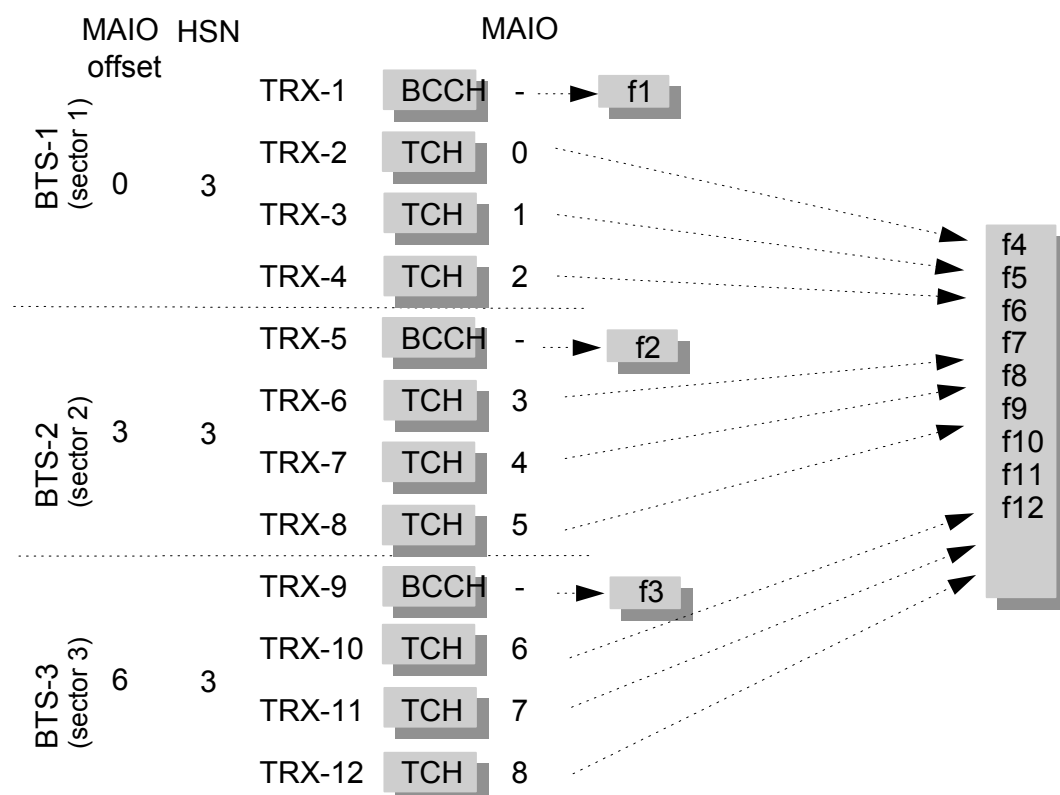 MAIO offset HSN MAIO
BTS-1 (sector 1) 0 3
TRX-1 BCCH - f1
TRX-2 TCH 0
TRX-3 TCH 1
TRX-4 TCH 2
BTS-2 (sector 2) 3 3
TRX-5 BCCH - f2
TRX-6 TCH 3
TRX-7 TCH 4
TRX-8 TCH 5
BTS-3 (sector 3) 6 3
TRX-9 BCCH - f3
TRX-10 TCH 6
TRX-11 TCH 7
TRX-12 TCH 8
f4
f5
f6
f7
f8
f9
f10
f11
f12